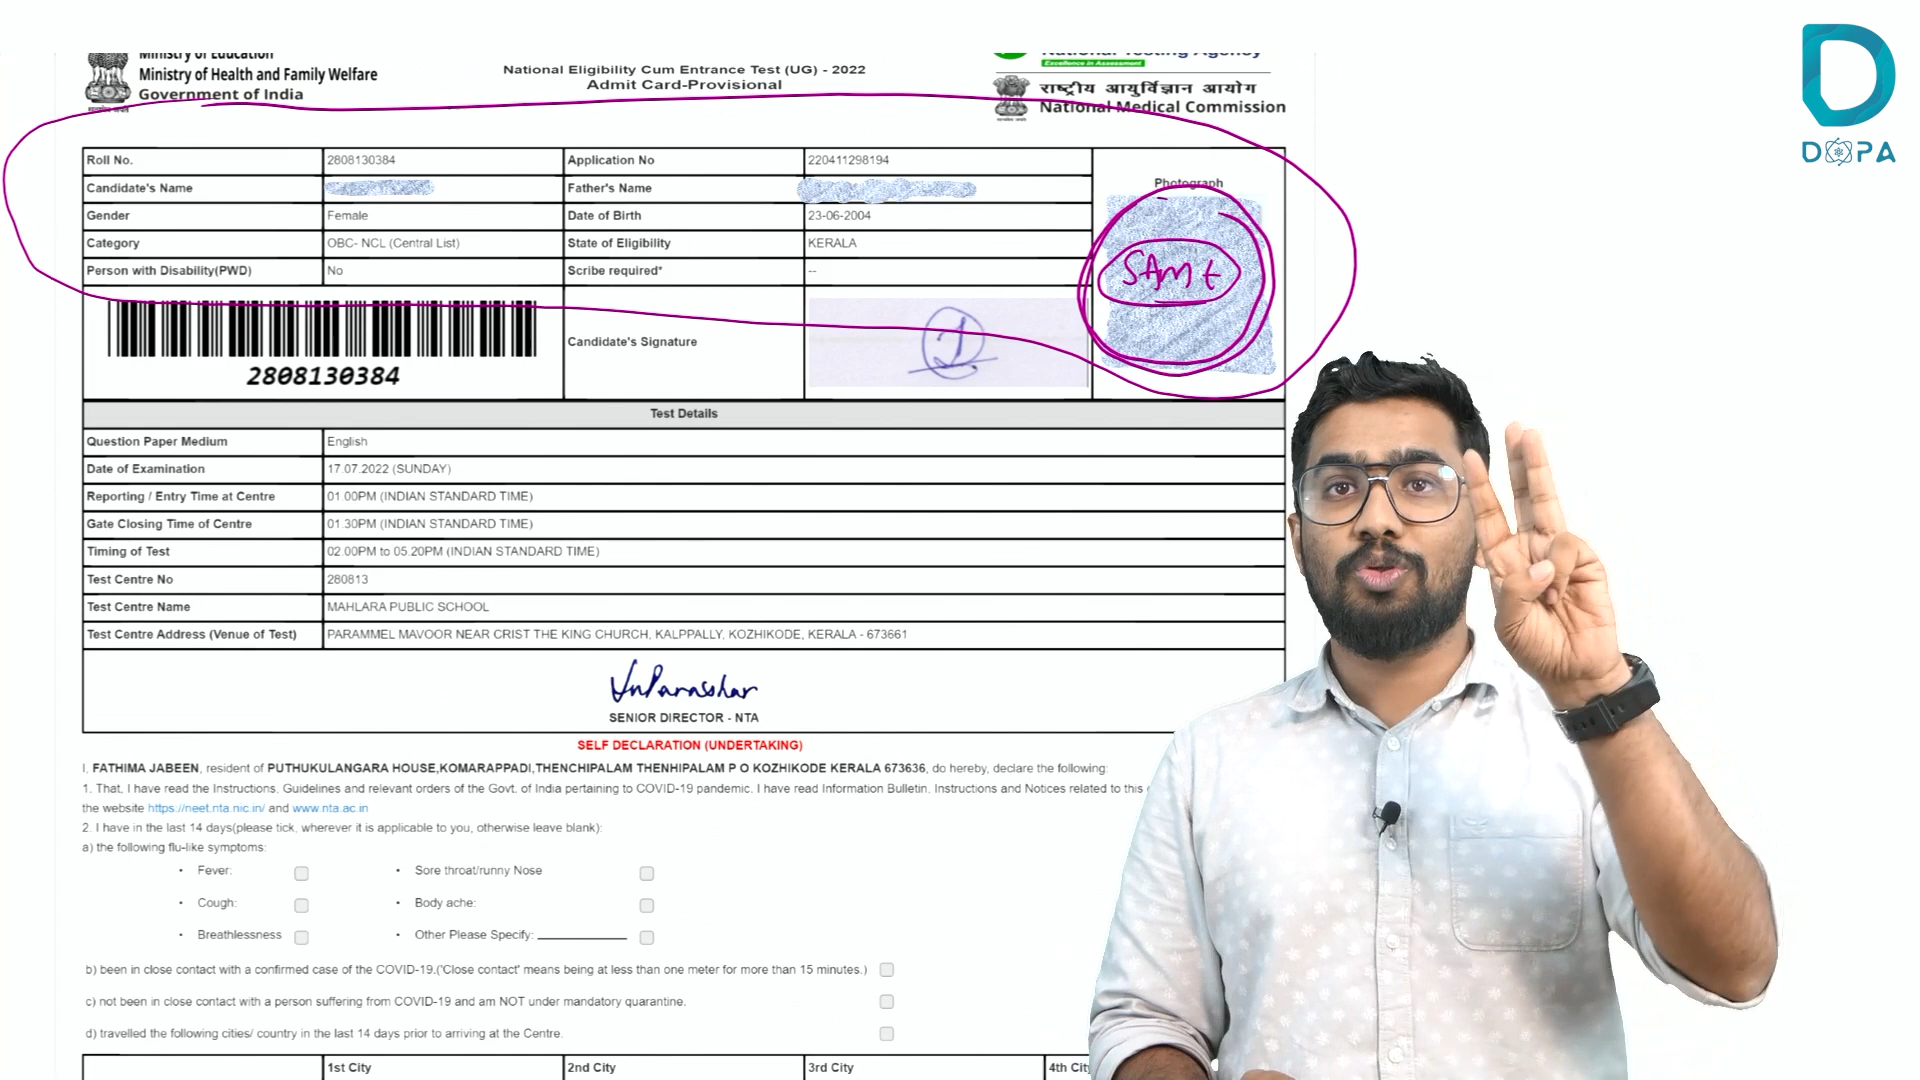 Ministry of Education
Ministry of Health and Family Welfare
Government of India
National Eligibility Cum Entrance Test (UG) - 2022
Admit Card-Provisional
National Testing Agency
Excellence in Assessment
राष्ट्रीय आयुर्विज्ञान आयोग
National Medical Commission
DOPA
Roll No. 2808130384 Application No 220411298194
Photograph
Candidate's Name Father's Name
Gender Female Date of Birth 23-06-2004
Category OBC- NCL (Central List) State of Eligibility KERALA
Person with Disability(PWD) No Scribe required* --
2808130384
Candidate's Signature
Test Details
Question Paper Medium English
Date of Examination 17.07.2022 (SUNDAY)
Reporting / Entry Time at Centre 01 00PM (INDIAN STANDARD TIME)
Gate Closing Time of Centre 01.30PM (INDIAN STANDARD TIME)
Timing of Test 02.00PM to 05.20PM (INDIAN STANDARD TIME)
Test Centre No 280813
Test Centre Name MAHLARA PUBLIC SCHOOL
Test Centre Address (Venue of Test) PARAMMEL MAVOOR NEAR CRIST THE KING CHURCH, KALPPALLY, KOZHIKODE, KERALA - 673661
SENIOR DIRECTOR - NTA
SELF DECLARATION (UNDERTAKING)
I, FATHIMA JABEEN, resident of PUTHUKULANGARA HOUSE,KOMARAPPADI,THENCHIPALAM THENHIPALAM P O KOZHIKODE KERALA 673636, do hereby, declare the following:
1. That, I have read the Instructions, Guidelines and relevant orders of the Govt. of India pertaining to COVID-19 pandemic. I have read Information Bulletin, Instructions and Notices related to this
the website https://neet.nta.nic.in/ and www.nta.ac.in
2. I have in the last 14 days(please tick, wherever it is applicable to you, otherwise leave blank):
a) the following flu-like symptoms:
• Fever: • Sore throat/runny Nose
• Cough: • Body ache:
• Breathlessness • Other Please Specify:
b) been in close contact with a confirmed case of the COVID-19.('Close contact' means being at less than one meter for more than 15 minutes.)
c) not been in close contact with a person suffering from COVID-19 and am NOT under mandatory quarantine.
d) travelled the following cities/ country in the last 14 days prior to arriving at the Centre.
1st City 2nd City 3rd City 4th City